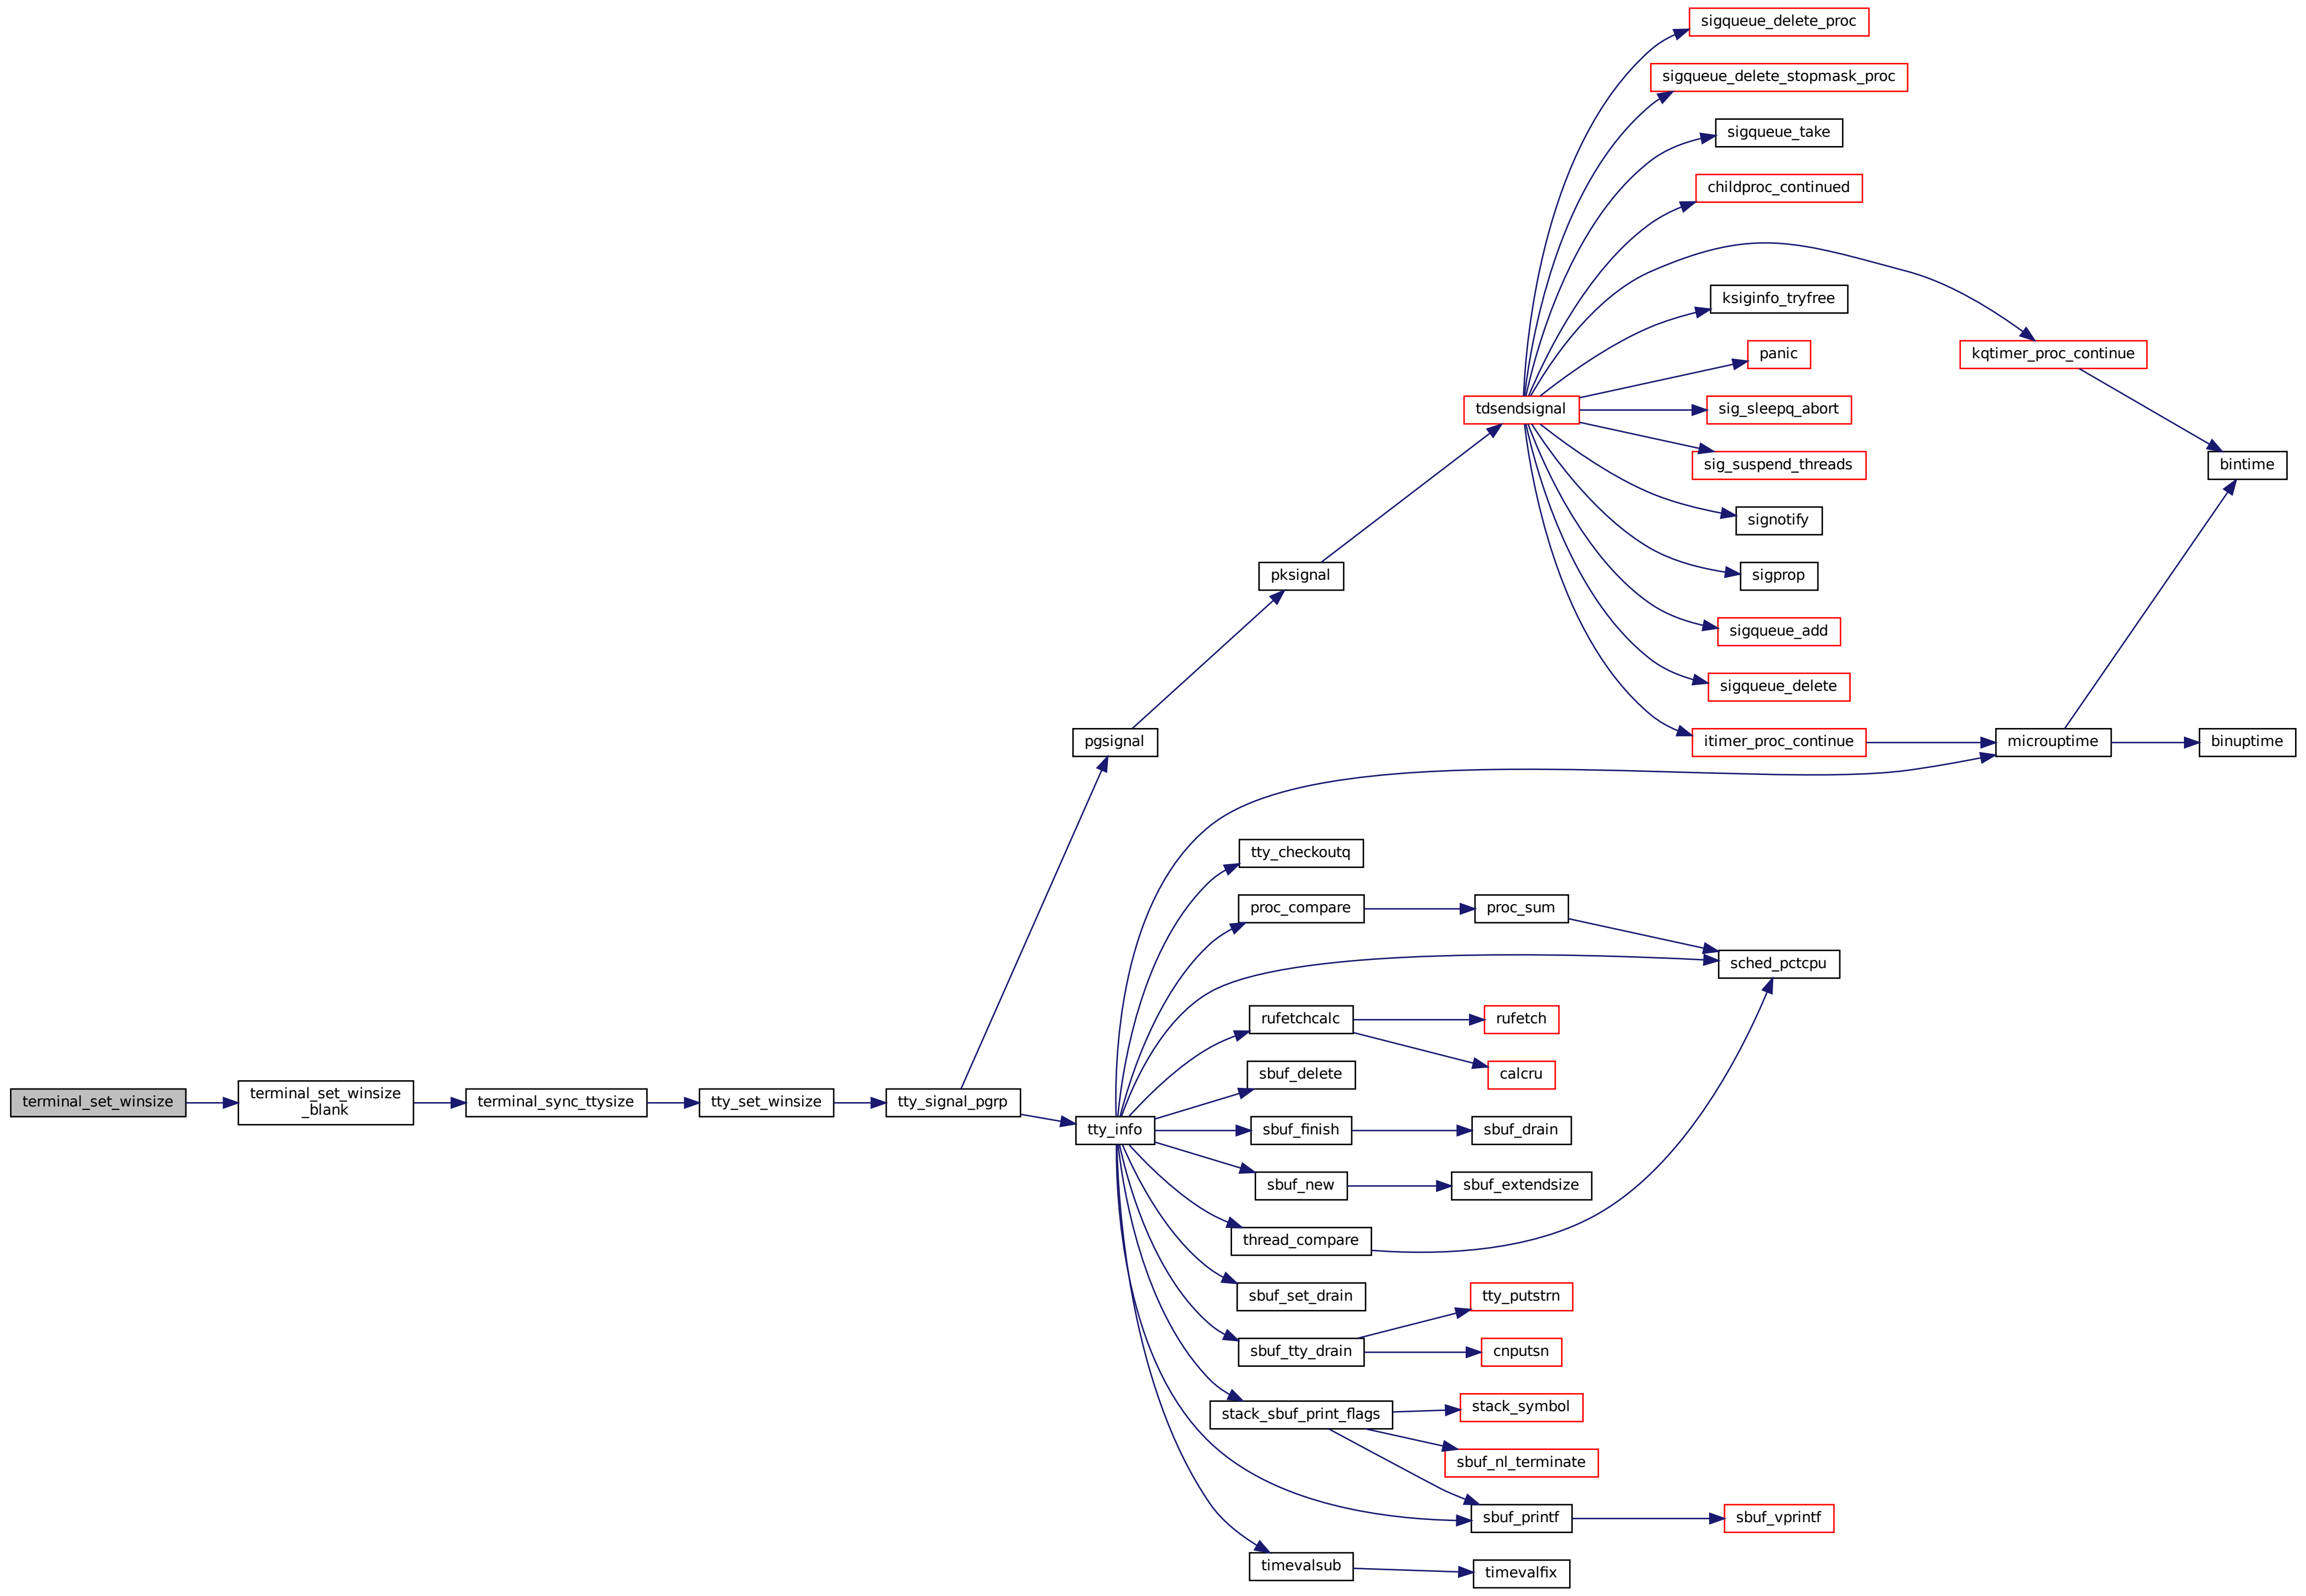 sigqueue_delete_proc
sigqueue_delete_stopmask_proc
sigqueue_take
childproc_continued
ksiginfo_tryfree
panic
kqtimer_proc_continue
tdsendsignal
sig_sleepq_abort
sig_suspend_threads
bintime
signotify
pksignal
sigprop
sigqueue_add
sigqueue_delete
pgsignal
itimer_proc_continue
microuptime
binuptime
tty_checkoutq
proc_compare
proc_sum
sched_pctcpu
rufetchcalc
rufetch
sbuf_delete
calcru
terminal_set_winsize
terminal_set_winsize
_blank
terminal_sync_ttysize
tty_set_winsize
tty_signal_pgrp
tty_info
sbuf_finish
sbuf_drain
sbuf_new
sbuf_extendsize
thread_compare
sbuf_set_drain
tty_putstrn
sbuf_tty_drain
cnputsn
stack_sbuf_print_flags
stack_symbol
sbuf_nl_terminate
sbuf_printf
sbuf_vprintf
timevalsub
timevalfix